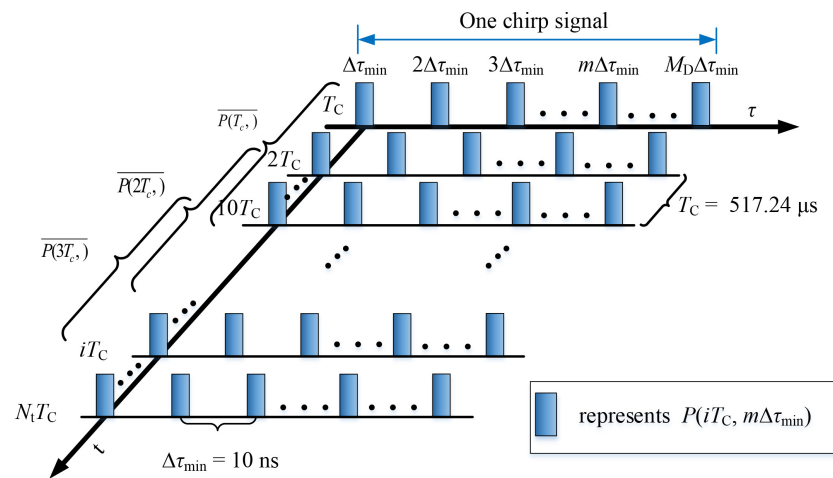 One chirp signal
Δτmin 2Δτmin 3Δτmin mΔτmin MDΔτmin
TC
τ
P(Tc,)
2TC
P(2Tc,)
10TC
TC = 517.24 μs
P(3Tc,)
iTC
NtTC
represents P(iTC, mΔτmin)
t
Δτmin = 10 ns